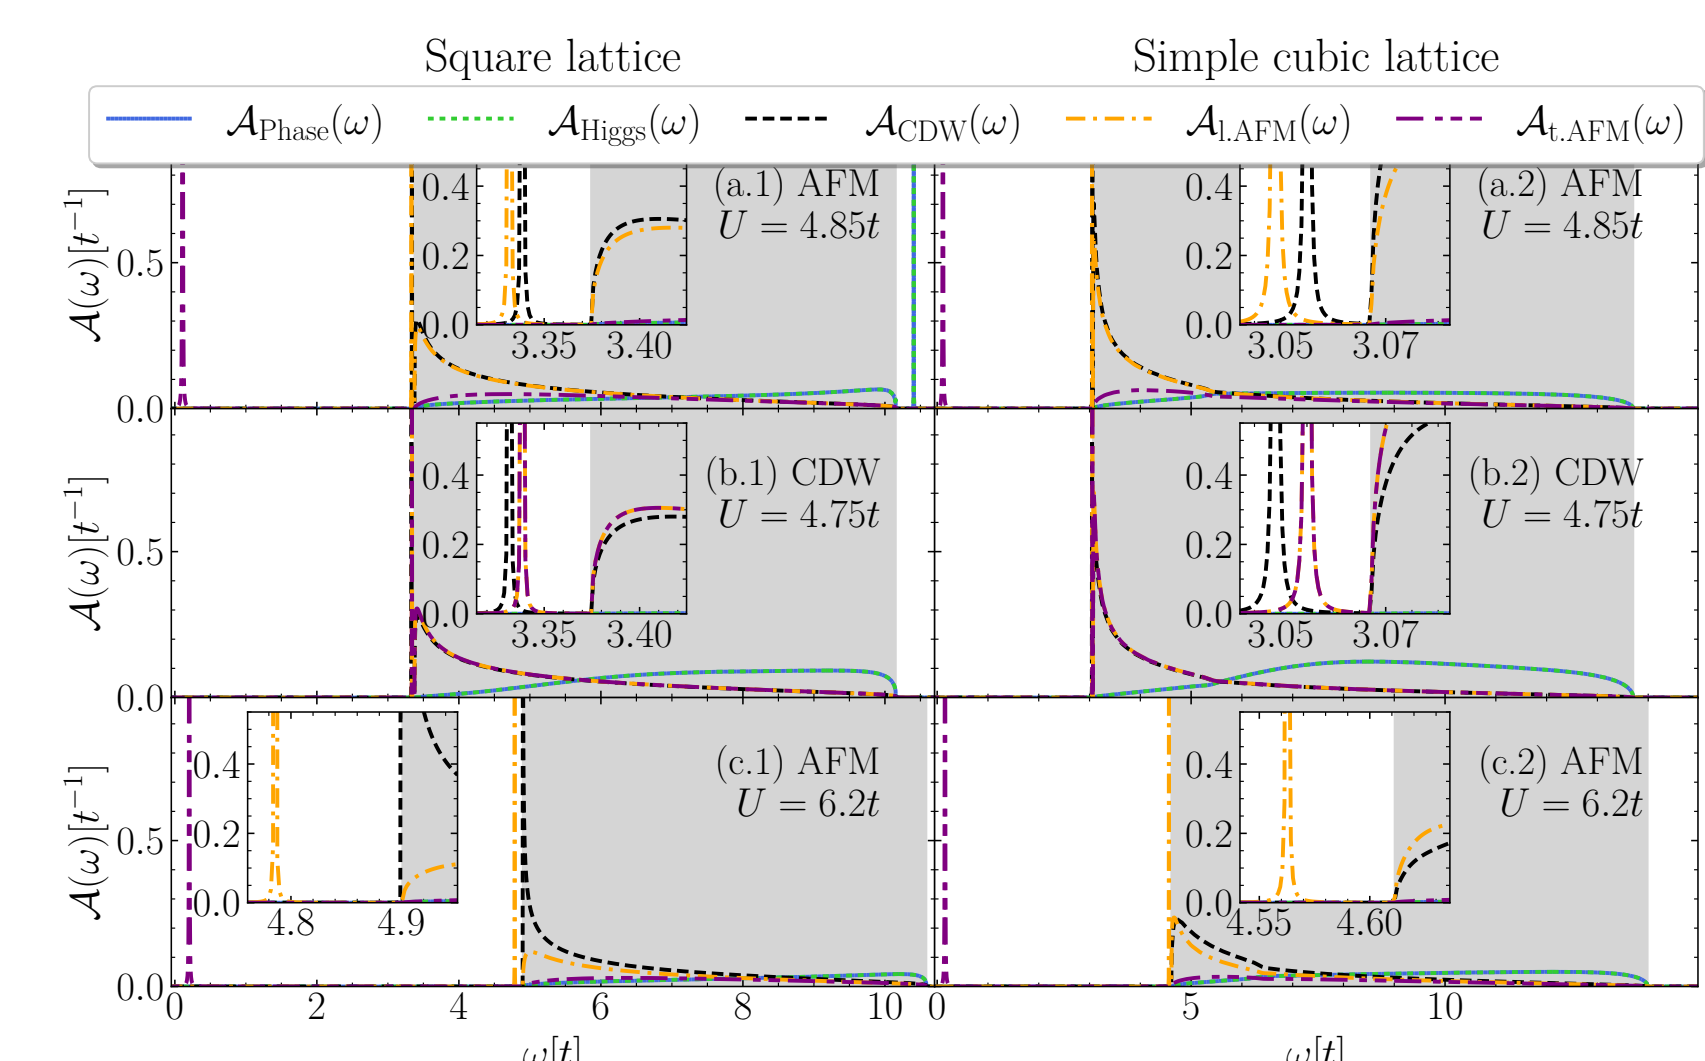 Square lattice Simple cubic lattice
𝒜Phase(ω) 𝒜Higgs(ω) 𝒜CDW(ω) 𝒜l.AFM(ω) 𝒜t.AFM(ω)
𝒜(ω)[t⁻¹]
0.5
0.0
0.4
0.2
0.0
3.35 3.40
(a.1) AFM
U = 4.85t
0.4
0.2
0.0
3.05 3.07
(a.2) AFM
U = 4.85t
𝒜(ω)[t⁻¹]
0.5
0.0
0.4
0.2
0.0
3.35 3.40
(b.1) CDW
U = 4.75t
0.4
0.2
0.0
3.05 3.07
(b.2) CDW
U = 4.75t
𝒜(ω)[t⁻¹]
0.5
0.0
0.4
0.2
0.0
4.8 4.9
(c.1) AFM
U = 6.2t
0.4
0.2
0.0
4.55 4.60
(c.2) AFM
U = 6.2t
0 2 4 6 8 10 0 5 10
ω[t] ω[t]